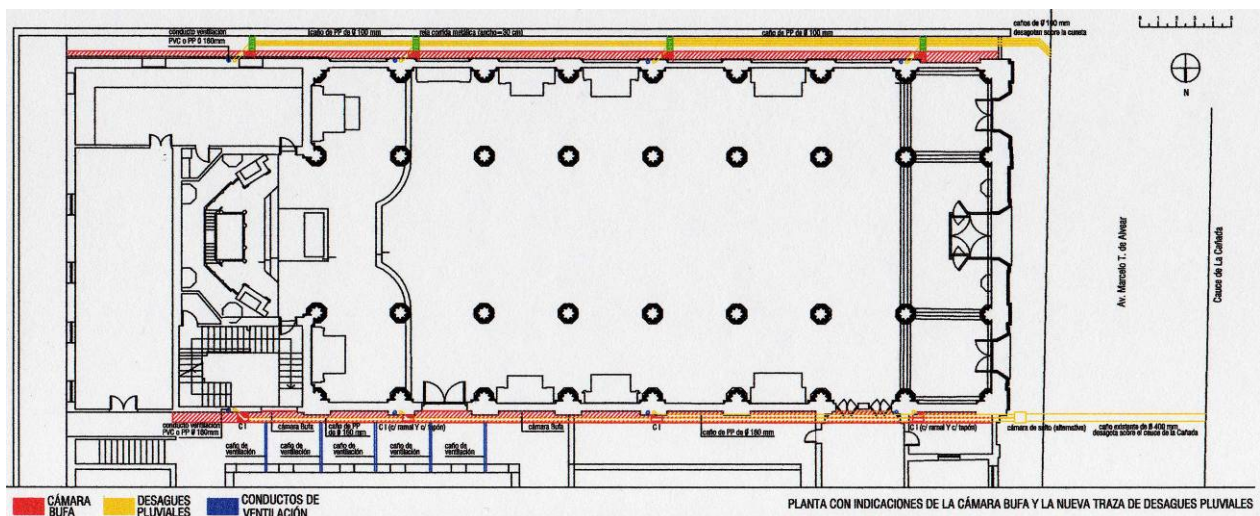 conducto ventilación
PVC o PP Ø 160mm
caño de PP de Ø 100 mm
reja corrida metálica (ancho=30 cm)
caño de PP de Ø 100 mm
caños de Ø 100 mm
desagotan sobre la cuneta
N
Av. Marcelo T. de Alvear
Cauce de La Cañada
conducto ventilación
PVC o PP Ø 160mm
C I
cámara Bufa
caño de PP
de Ø 160 mm
C I (c/ ramal Y c/ tapón)
cámara Bufa
C I
caño de PP de Ø 160 mm
C I (c/ ramal Y c/ tapón)
cámara de salto (alternativa)
caño existente de Ø 400 mm
desagota sobre el cauce de la Cañada
caño de
ventilación
caño de
ventilación
caño de
ventilación
caño de
ventilación
caño de
ventilación
CÁMARA
BUFA
DESAGUES
PLUVIALES
CONDUCTOS DE
VENTILACIÓN
PLANTA CON INDICACIONES DE LA CÁMARA BUFA Y LA NUEVA TRAZA DE DESAGUES PLUVIALES